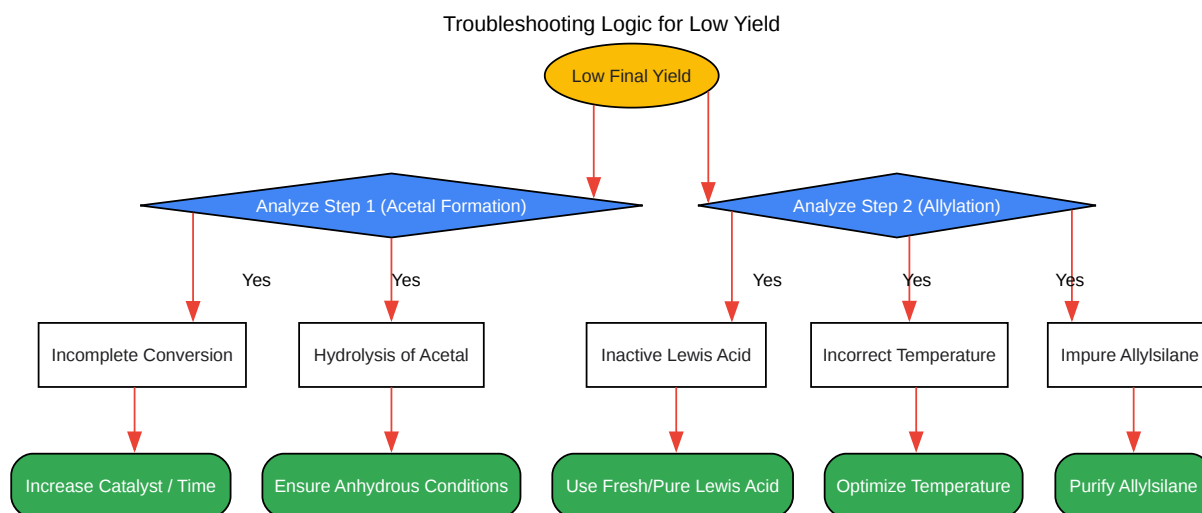 Troubleshooting Logic for Low Yield
Low Final Yield
Analyze Step 1 (Acetal Formation)
Analyze Step 2 (Allylation)
Yes
Yes
Yes
Yes
Yes
Incomplete Conversion
Hydrolysis of Acetal
Inactive Lewis Acid
Incorrect Temperature
Impure Allylsilane
Increase Catalyst / Time
Ensure Anhydrous Conditions
Use Fresh/Pure Lewis Acid
Optimize Temperature
Purify Allylsilane